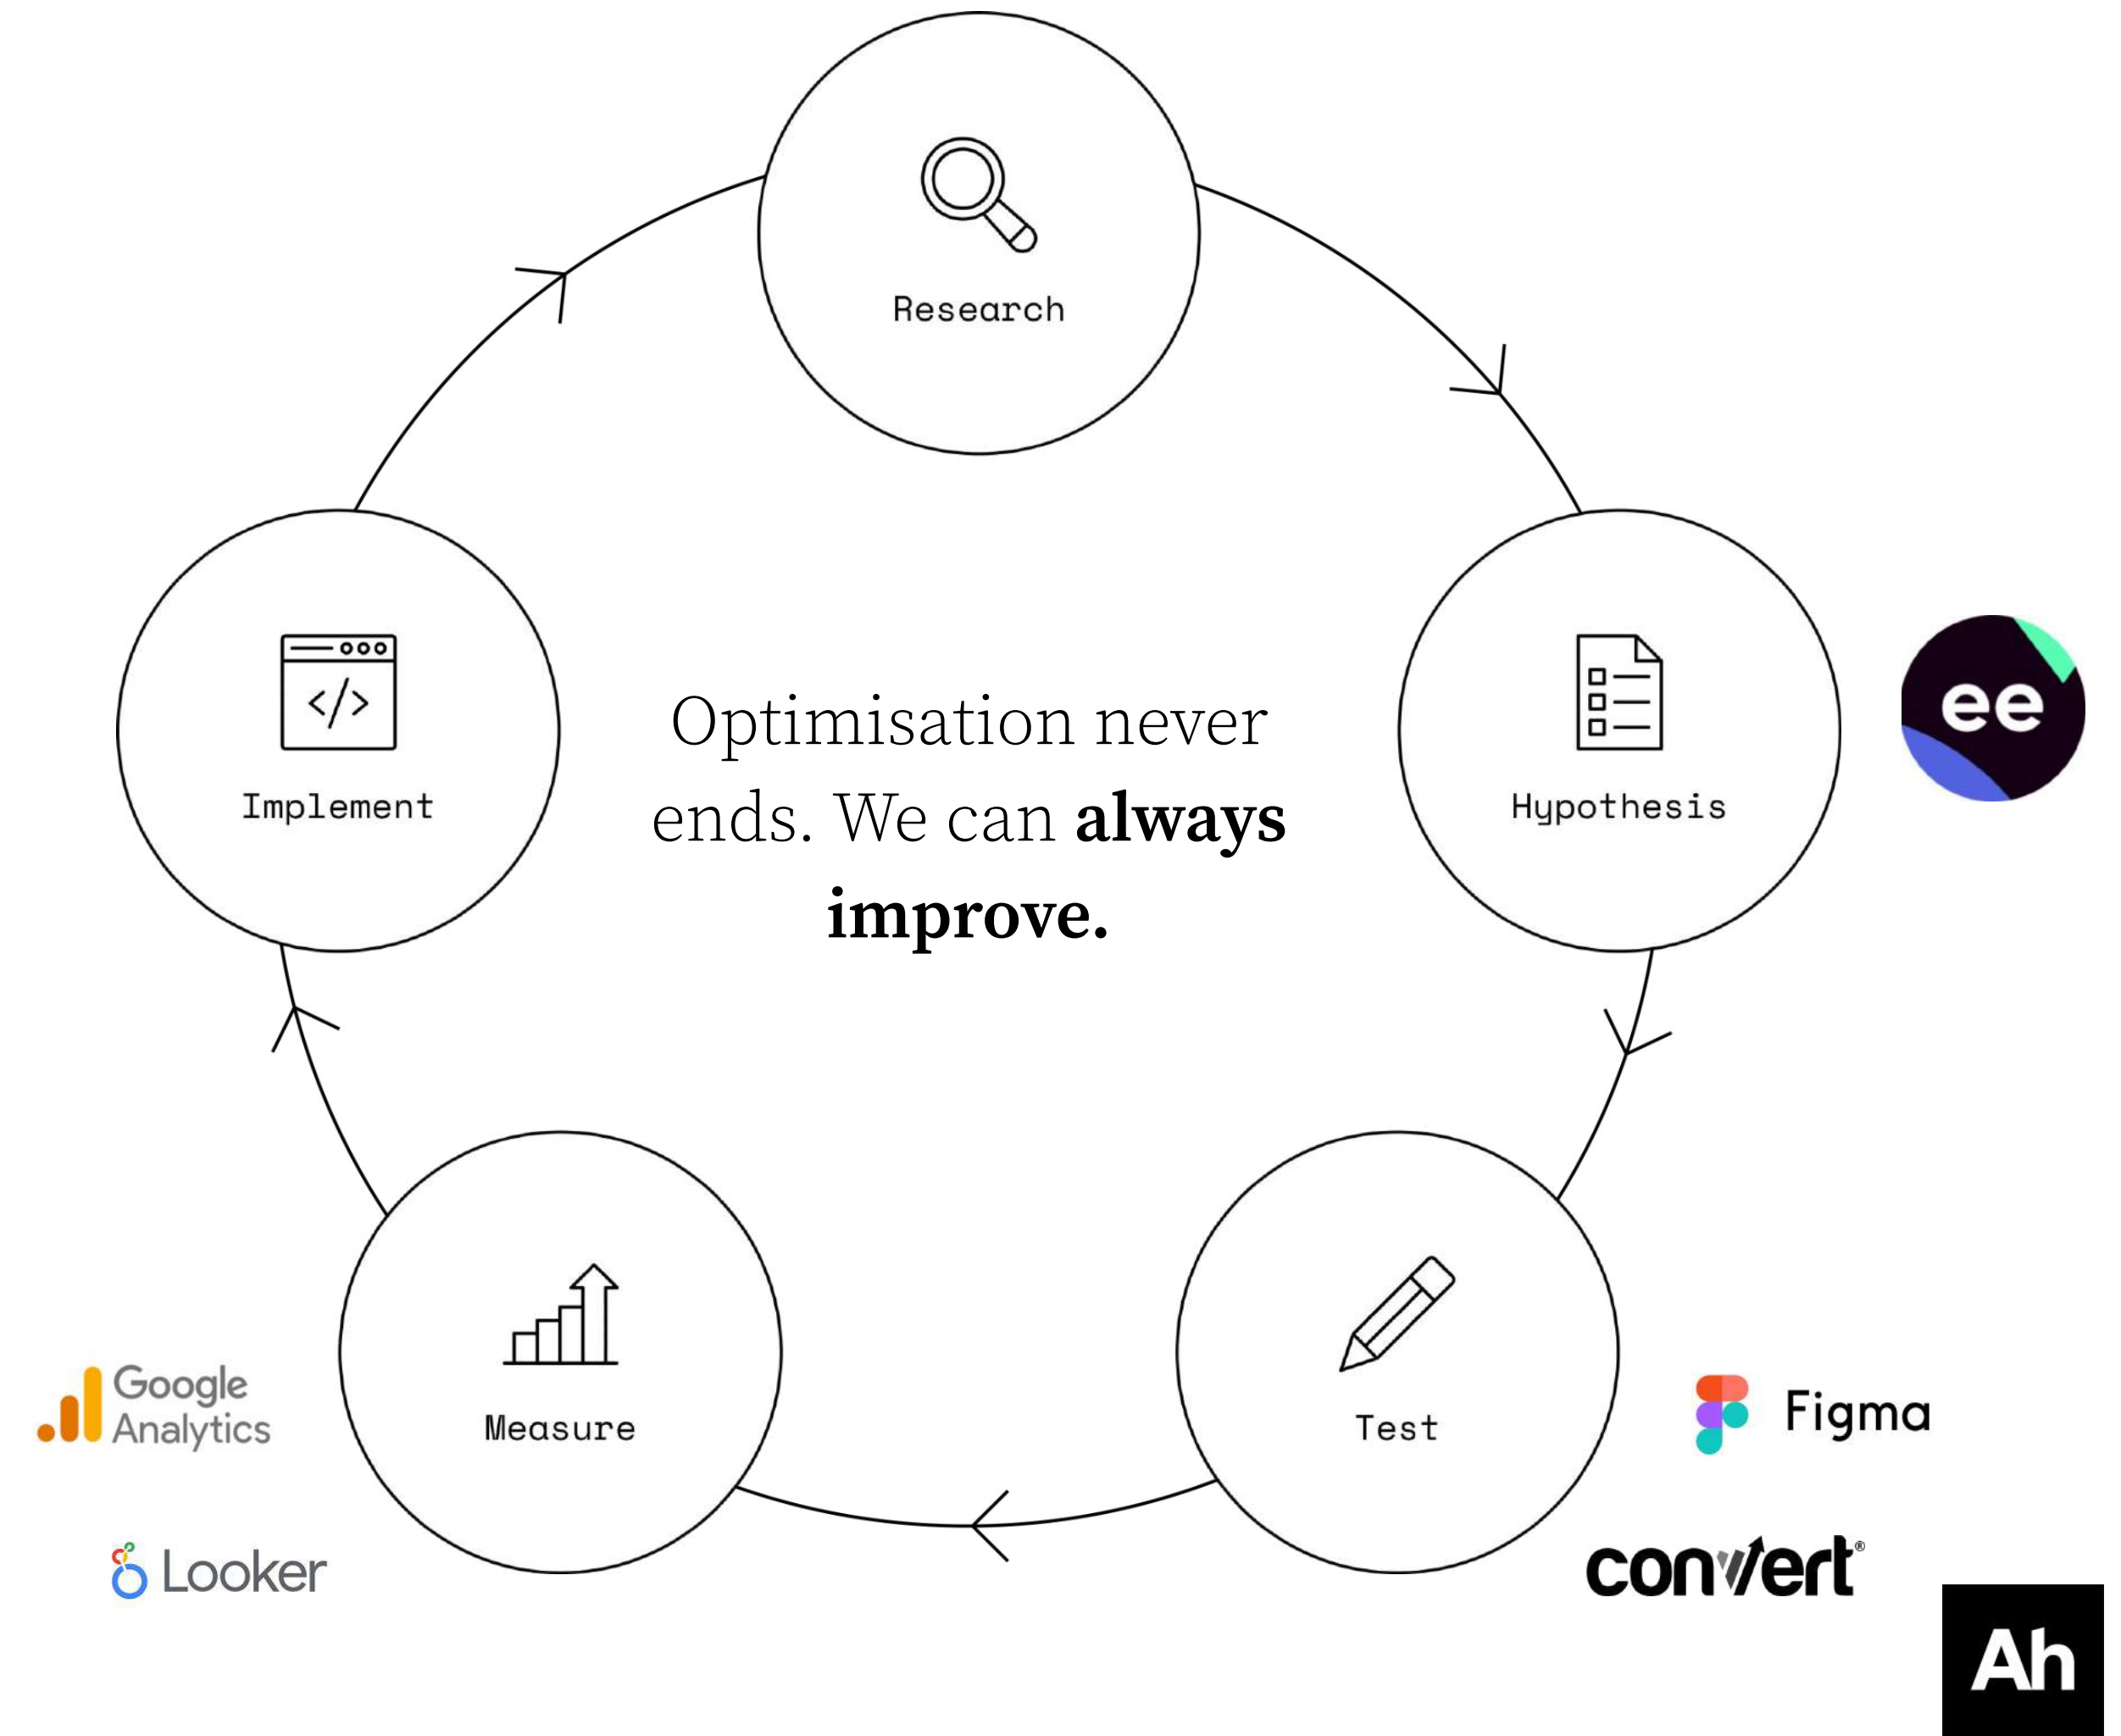 Research
Implement
</>
Optimisation never
ends. We can always
improve.
Hypothesis
ee
Google
Analytics
Measure
Looker
Test
Figma
convert®
Ah